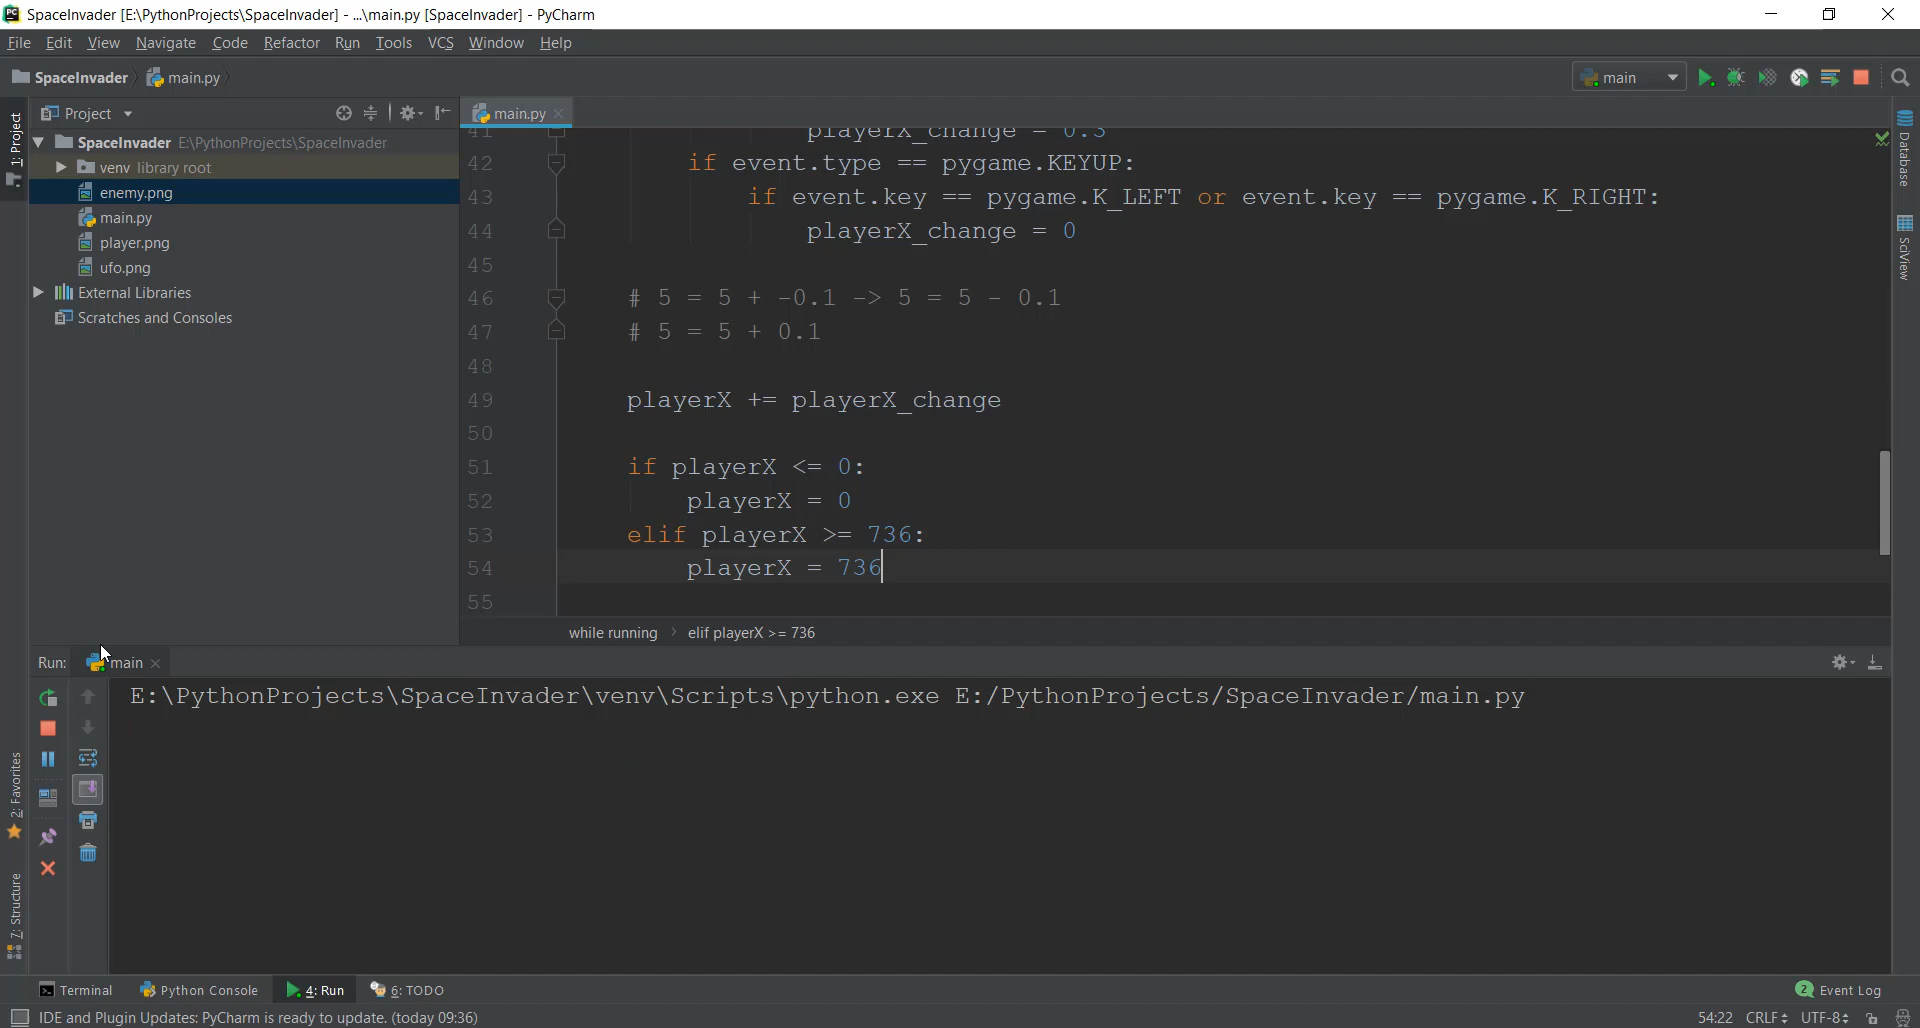 SpaceInvader [E:\PythonProjects\SpaceInvader] - ...\main.py [SpaceInvader] - PyCharm
File Edit View Navigate Code Refactor Run Tools VCS Window Help
SpaceInvader main.py
main
Project
main.py
1: Project
SpaceInvader E:\PythonProjects\SpaceInvader
venv library root
enemy.png
main.py
player.png
ufo.png
External Libraries
Scratches and Consoles
41 playerX_change = 0.3
42 if event.type == pygame.KEYUP:
43 if event.key == pygame.K_LEFT or event.key == pygame.K_RIGHT:
44 playerX_change = 0
45
46 # 5 = 5 + -0.1 -> 5 = 5 - 0.1
47 # 5 = 5 + 0.1
48
49 playerX += playerX_change
50
51 if playerX <= 0:
52 playerX = 0
53 elif playerX >= 736:
54 playerX = 736
55
while running > elif playerX >= 736
Database
SciView
Run: main
E:\PythonProjects\SpaceInvader\venv\Scripts\python.exe E:/PythonProjects/SpaceInvader/main.py
2: Favorites
7: Structure
Terminal Python Console 4: Run 6: TODO
2 Event Log
IDE and Plugin Updates: PyCharm is ready to update. (today 09:36)
54:22 CRLF UTF-8